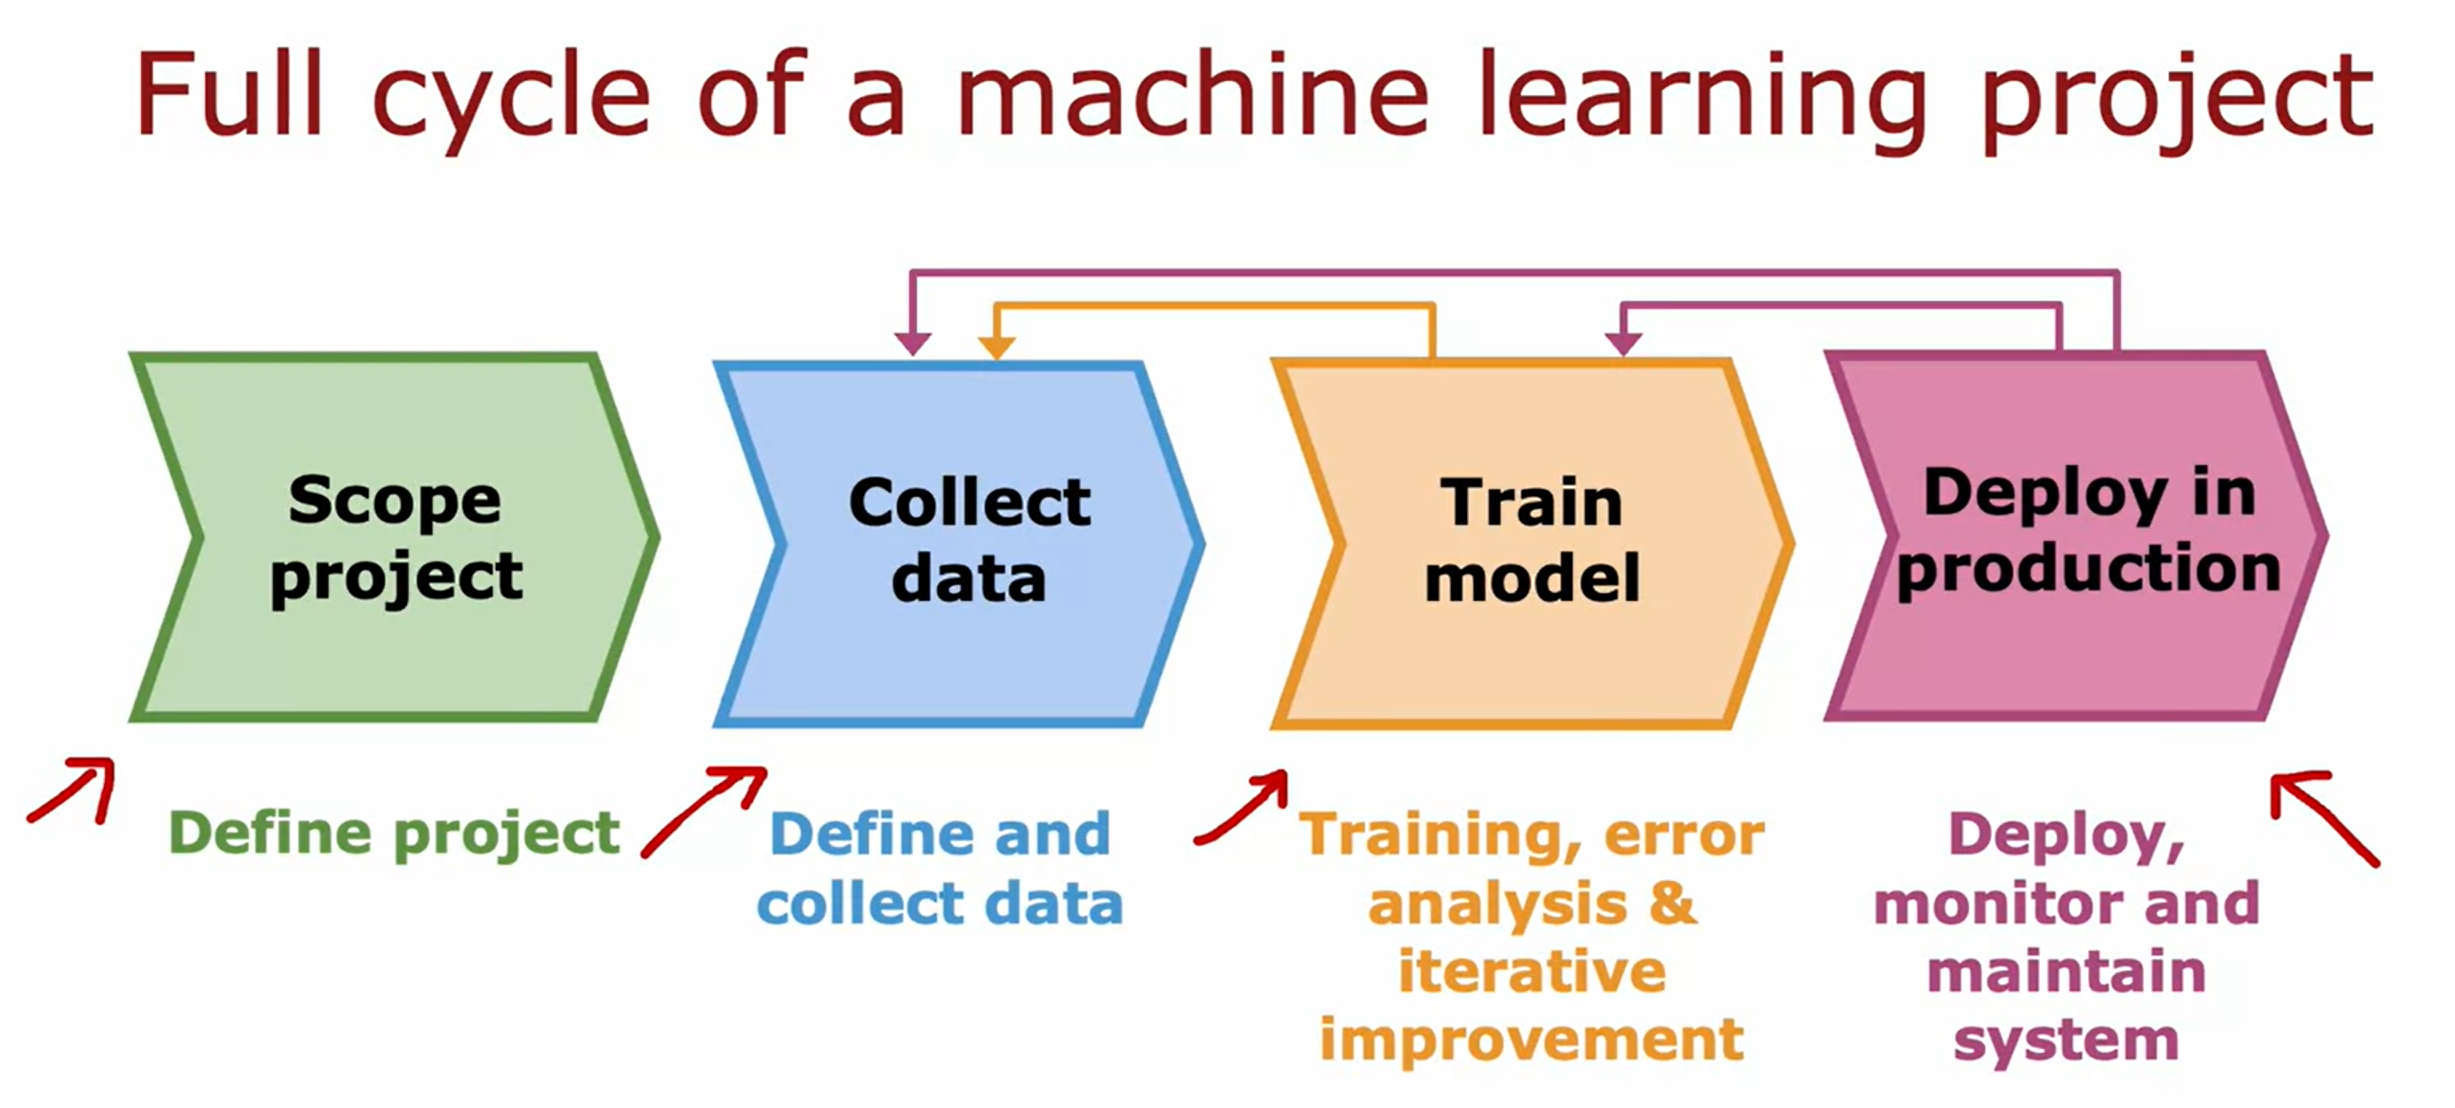 Full cycle of a machine learning project
Scope
project
Collect
data
Train
model
Deploy in
production
Define project
Define and
collect data
Training, error
analysis &
iterative
improvement
Deploy,
monitor and
maintain
system